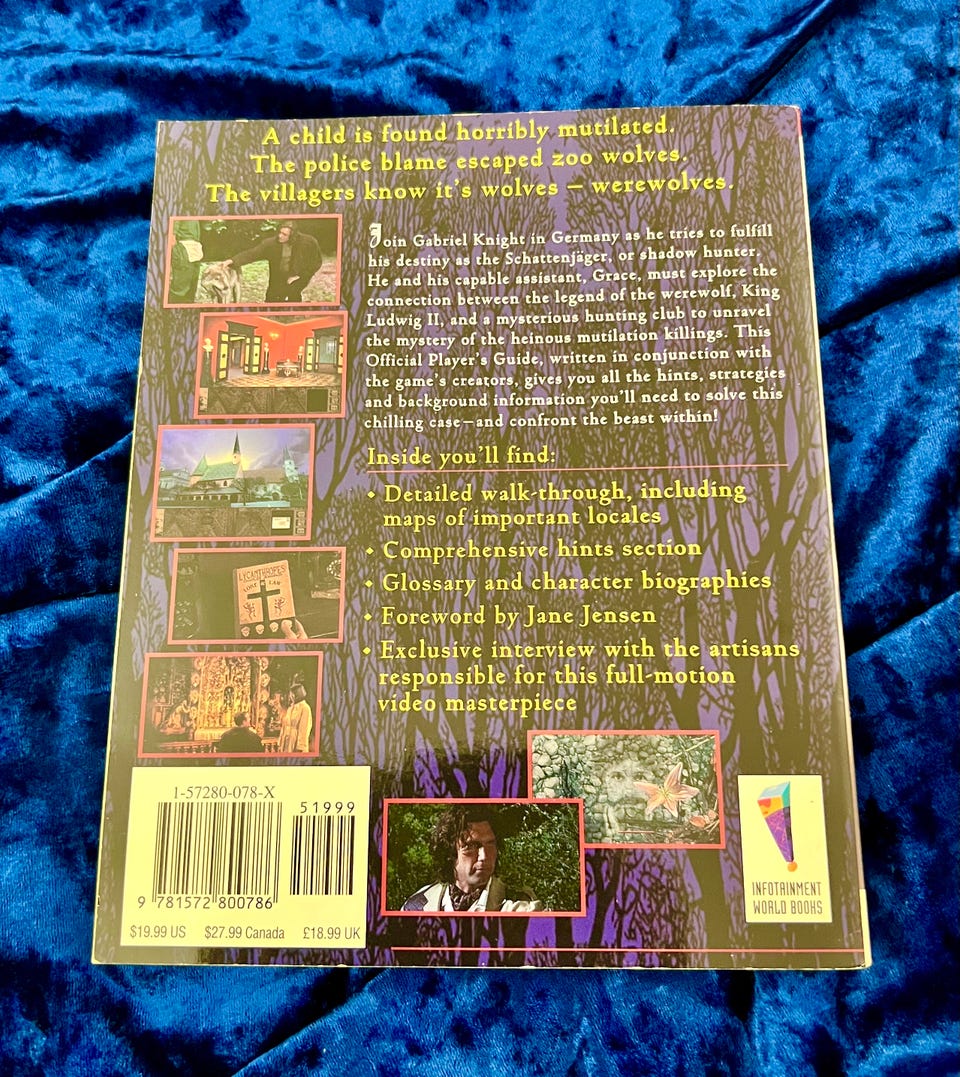 A child is found horribly mutilated.
The police blame escaped zoo wolves.
The villagers know it's wolves – werewolves.
Join Gabriel Knight in Germany as he tries to fulfill
his destiny as the Schattenjäger, or shadow hunter.
He and his capable assistant, Grace, must explore the
connection between the legend of the werewolf, King
Ludwig II, and a mysterious hunting club to unravel
the mystery of the heinous mutilation killings. This
Official Player's Guide, written in conjunction with
the game's creators, gives you all the hints, strategies
and background information you'll need to solve this
chilling case—and confront the beast within!
Inside you'll find:
• Detailed walk-through, including
maps of important locales
• Comprehensive hints section
• Glossary and character biographies
• Foreword by Jane Jensen
• Exclusive interview with the artisans
responsible for this full-motion
video masterpiece
LYCANTHROPES
LORE LAW
1-57280-078-X
51999
9 781572 800786
$19.99 US $27.99 Canada £18.99 UK
INFOTAINMENT
WORLD BOOKS